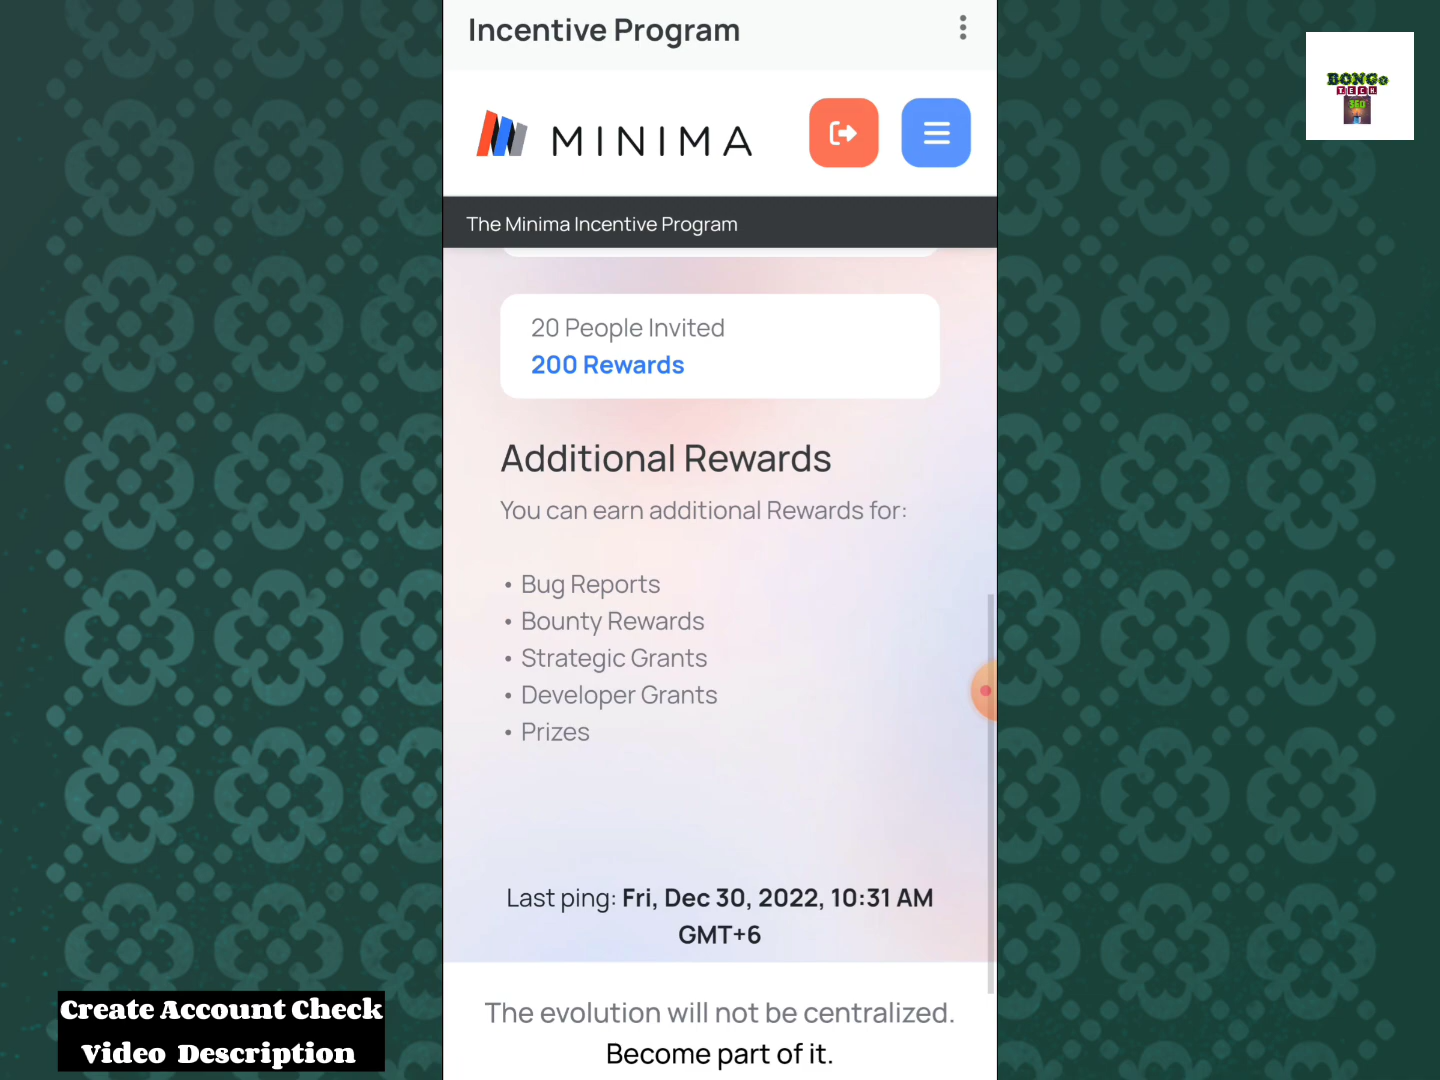 Incentive Program
BONGo
TECH
360
MINIMA
The Minima Incentive Program
20 People Invited
200 Rewards
Additional Rewards
You can earn additional Rewards for:
• Bug Reports
• Bounty Rewards
• Strategic Grants
• Developer Grants
• Prizes
Last ping: Fri, Dec 30, 2022, 10:31 AM
GMT+6
The evolution will not be centralized.
Become part of it.
Create Account Check
Video Description